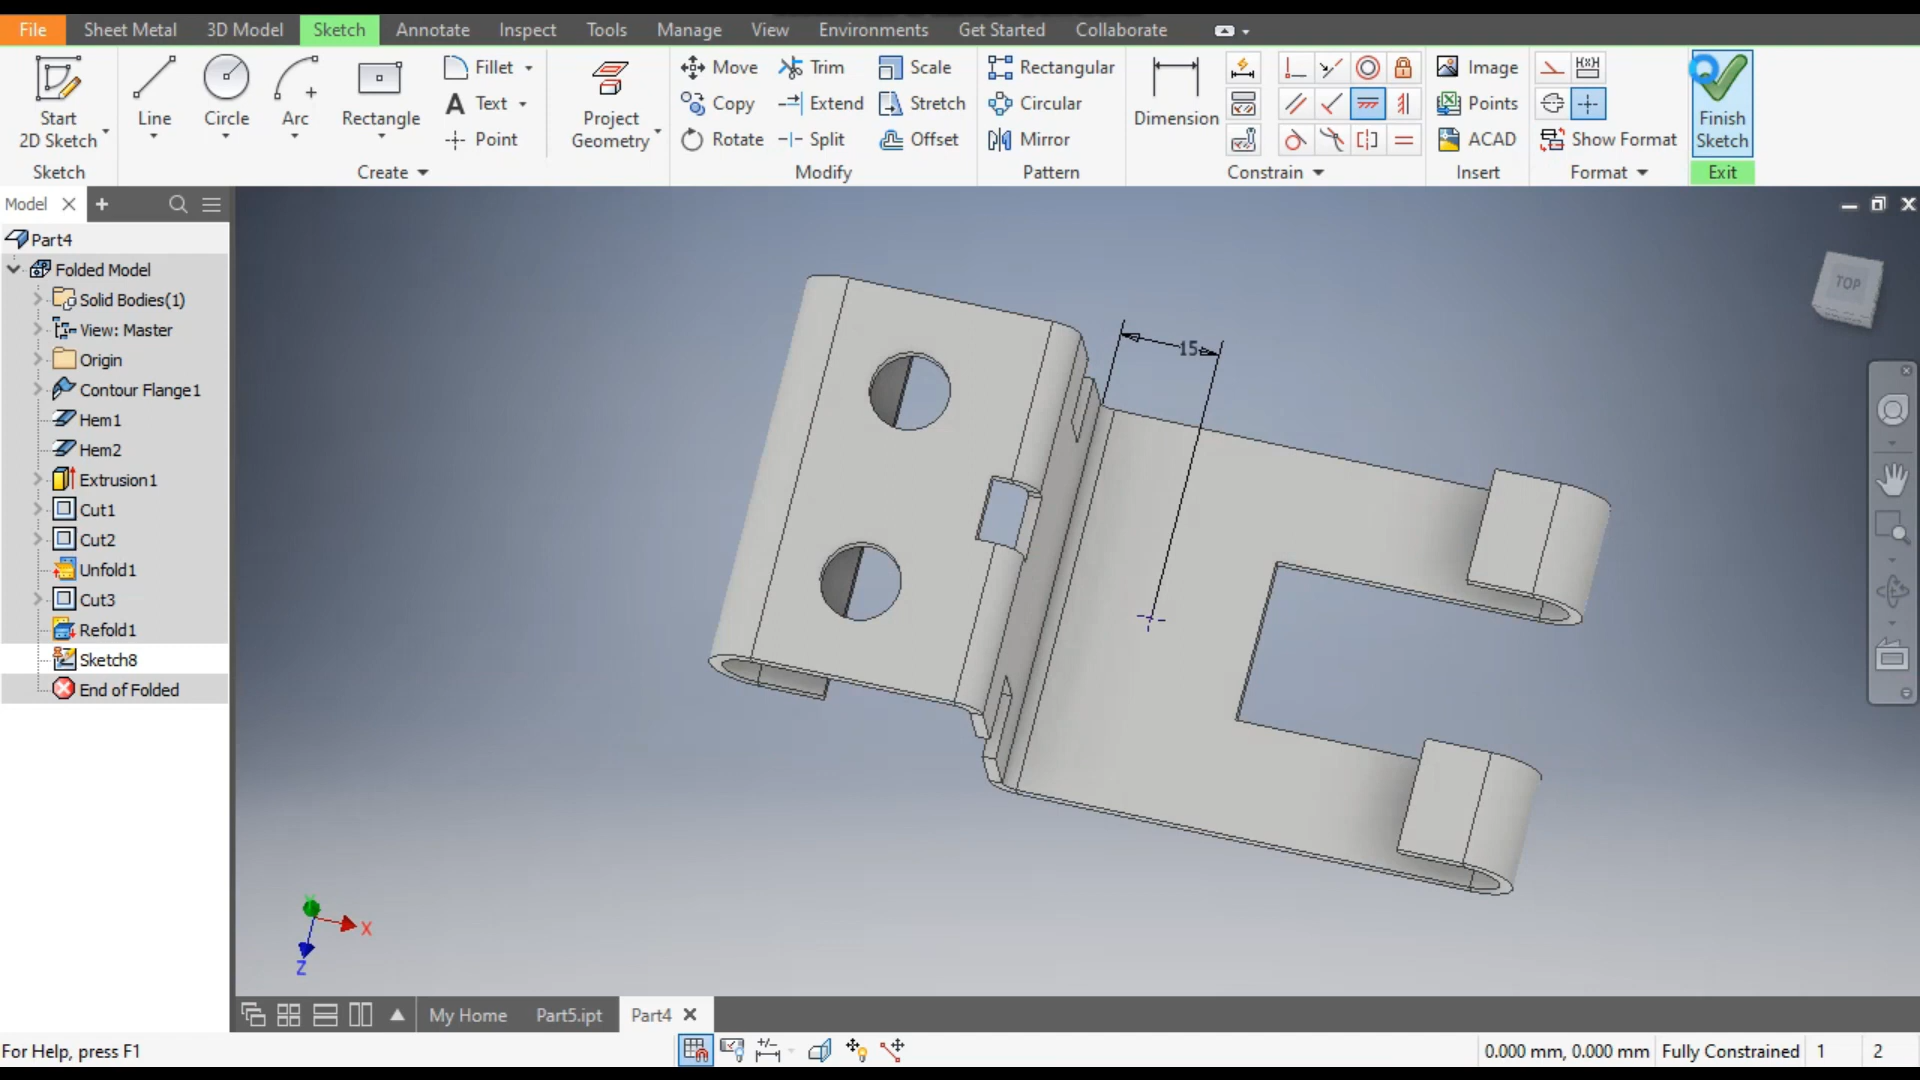 File Sheet Metal 3D Model Sketch Annotate Inspect Tools Manage View Environments Get Started Collaborate
Start 2D Sketch
Line
Circle
Arc
Rectangle
Fillet
Text
Point
Project Geometry
Move Trim Scale
Copy Extend Stretch
Rotate Split Offset
Rectangular
Circular
Mirror
Dimension
Image
Points
ACAD
Show Format
Finish Sketch
Sketch Create Modify Pattern Constrain Insert Format Exit
Model
Part4
Folded Model
Solid Bodies(1)
View: Master
Origin
Contour Flange1
Hem1
Hem2
Extrusion1
Cut1
Cut2
Unfold1
Cut3
Refold1
Sketch8
End of Folded
TOP
15
X
Z
My Home Part5.ipt Part4
For Help, press F1
0.000 mm, 0.000 mm Fully Constrained 1 2